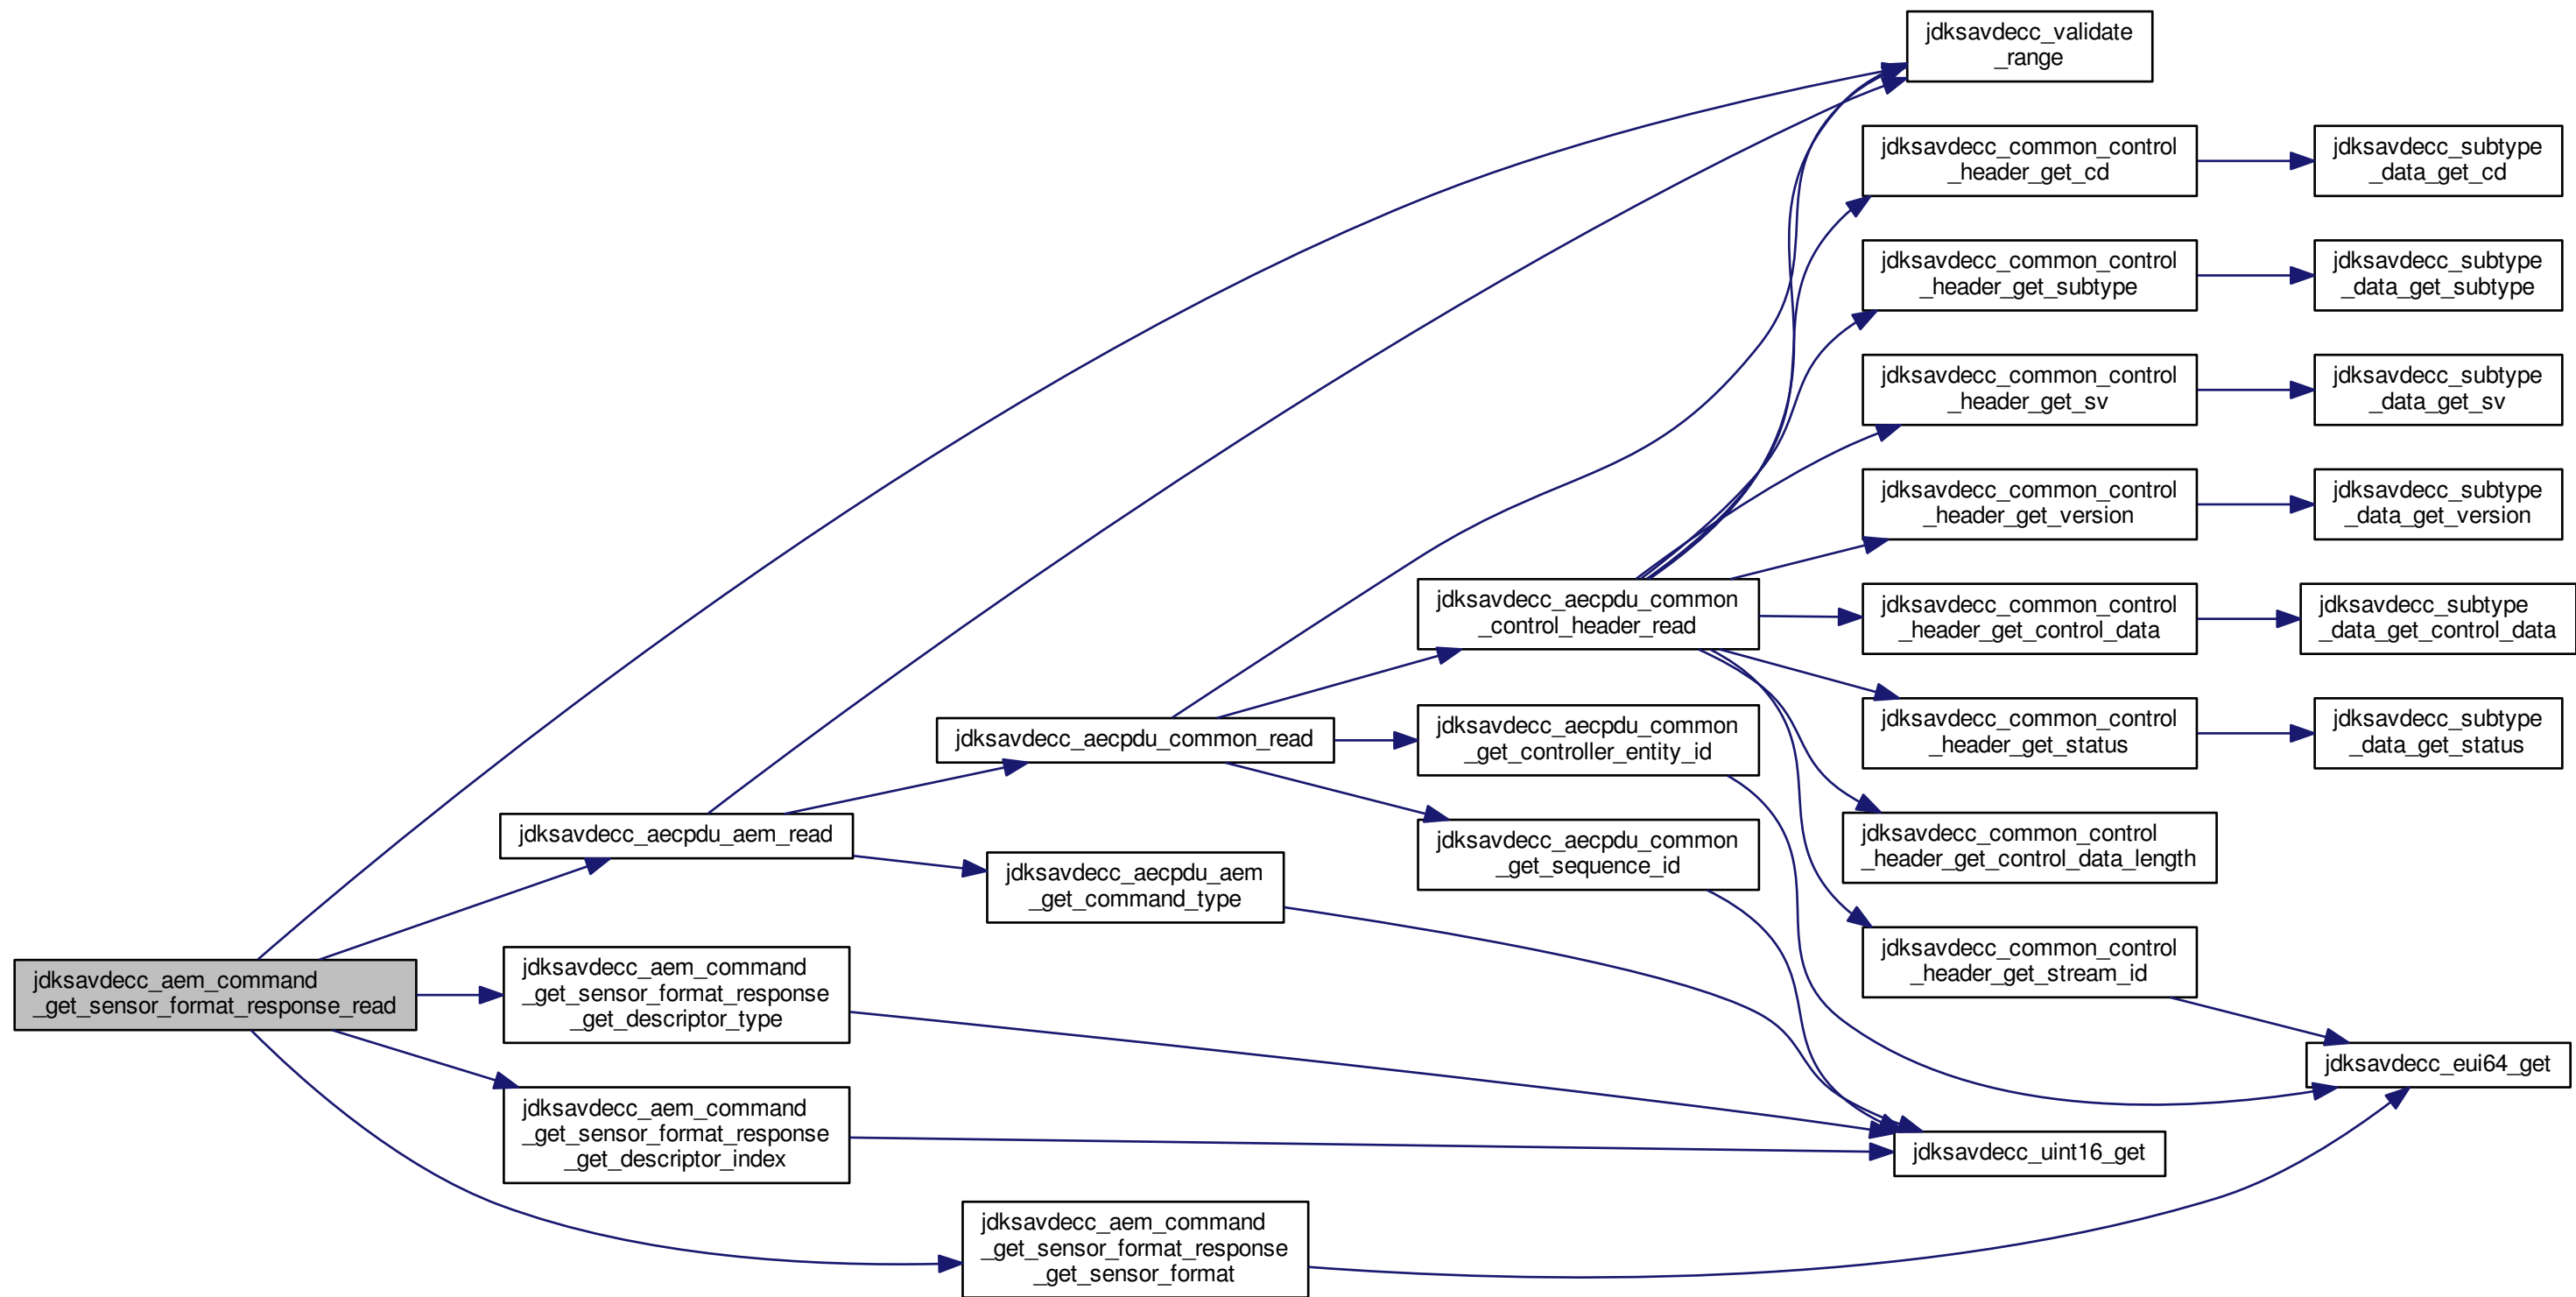 jdksavdecc_validate
_range
jdksavdecc_common_control
_header_get_cd
jdksavdecc_subtype
_data_get_cd
jdksavdecc_common_control
_header_get_subtype
jdksavdecc_subtype
_data_get_subtype
jdksavdecc_common_control
_header_get_sv
jdksavdecc_subtype
_data_get_sv
jdksavdecc_common_control
_header_get_version
jdksavdecc_subtype
_data_get_version
jdksavdecc_aecpdu_common
_control_header_read
jdksavdecc_common_control
_header_get_control_data
jdksavdecc_subtype
_data_get_control_data
jdksavdecc_aecpdu_common_read
jdksavdecc_aecpdu_common
_get_controller_entity_id
jdksavdecc_common_control
_header_get_status
jdksavdecc_subtype
_data_get_status
jdksavdecc_aecpdu_aem_read
jdksavdecc_aecpdu_aem
_get_command_type
jdksavdecc_aecpdu_common
_get_sequence_id
jdksavdecc_common_control
_header_get_control_data_length
jdksavdecc_aem_command
_get_sensor_format_response_read
jdksavdecc_aem_command
_get_sensor_format_response
_get_descriptor_type
jdksavdecc_common_control
_header_get_stream_id
jdksavdecc_eui64_get
jdksavdecc_aem_command
_get_sensor_format_response
_get_descriptor_index
jdksavdecc_uint16_get
jdksavdecc_aem_command
_get_sensor_format_response
_get_sensor_format